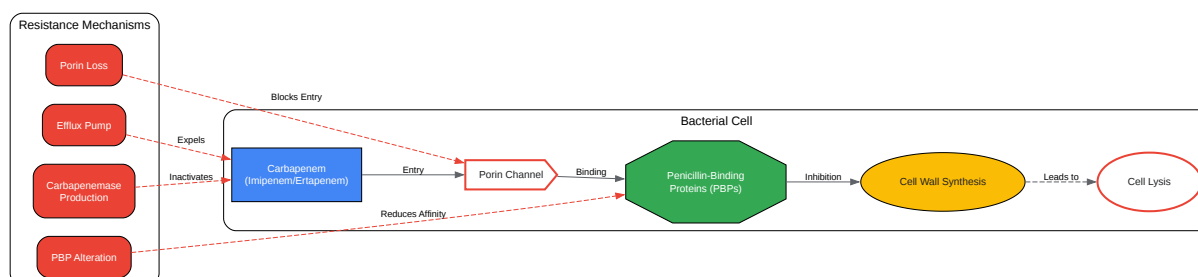 Resistance Mechanisms
Porin Loss
Blocks Entry
Efflux Pump
Expels
Carbapenemase
Production
Inactivates
PBP Alteration
Reduces Affinity
Bacterial Cell
Carbapenem
(Imipenem/Ertapenem)
Entry
Porin Channel
Binding
Penicillin-Binding
Proteins (PBPs)
Inhibition
Cell Wall Synthesis
Leads to
Cell Lysis